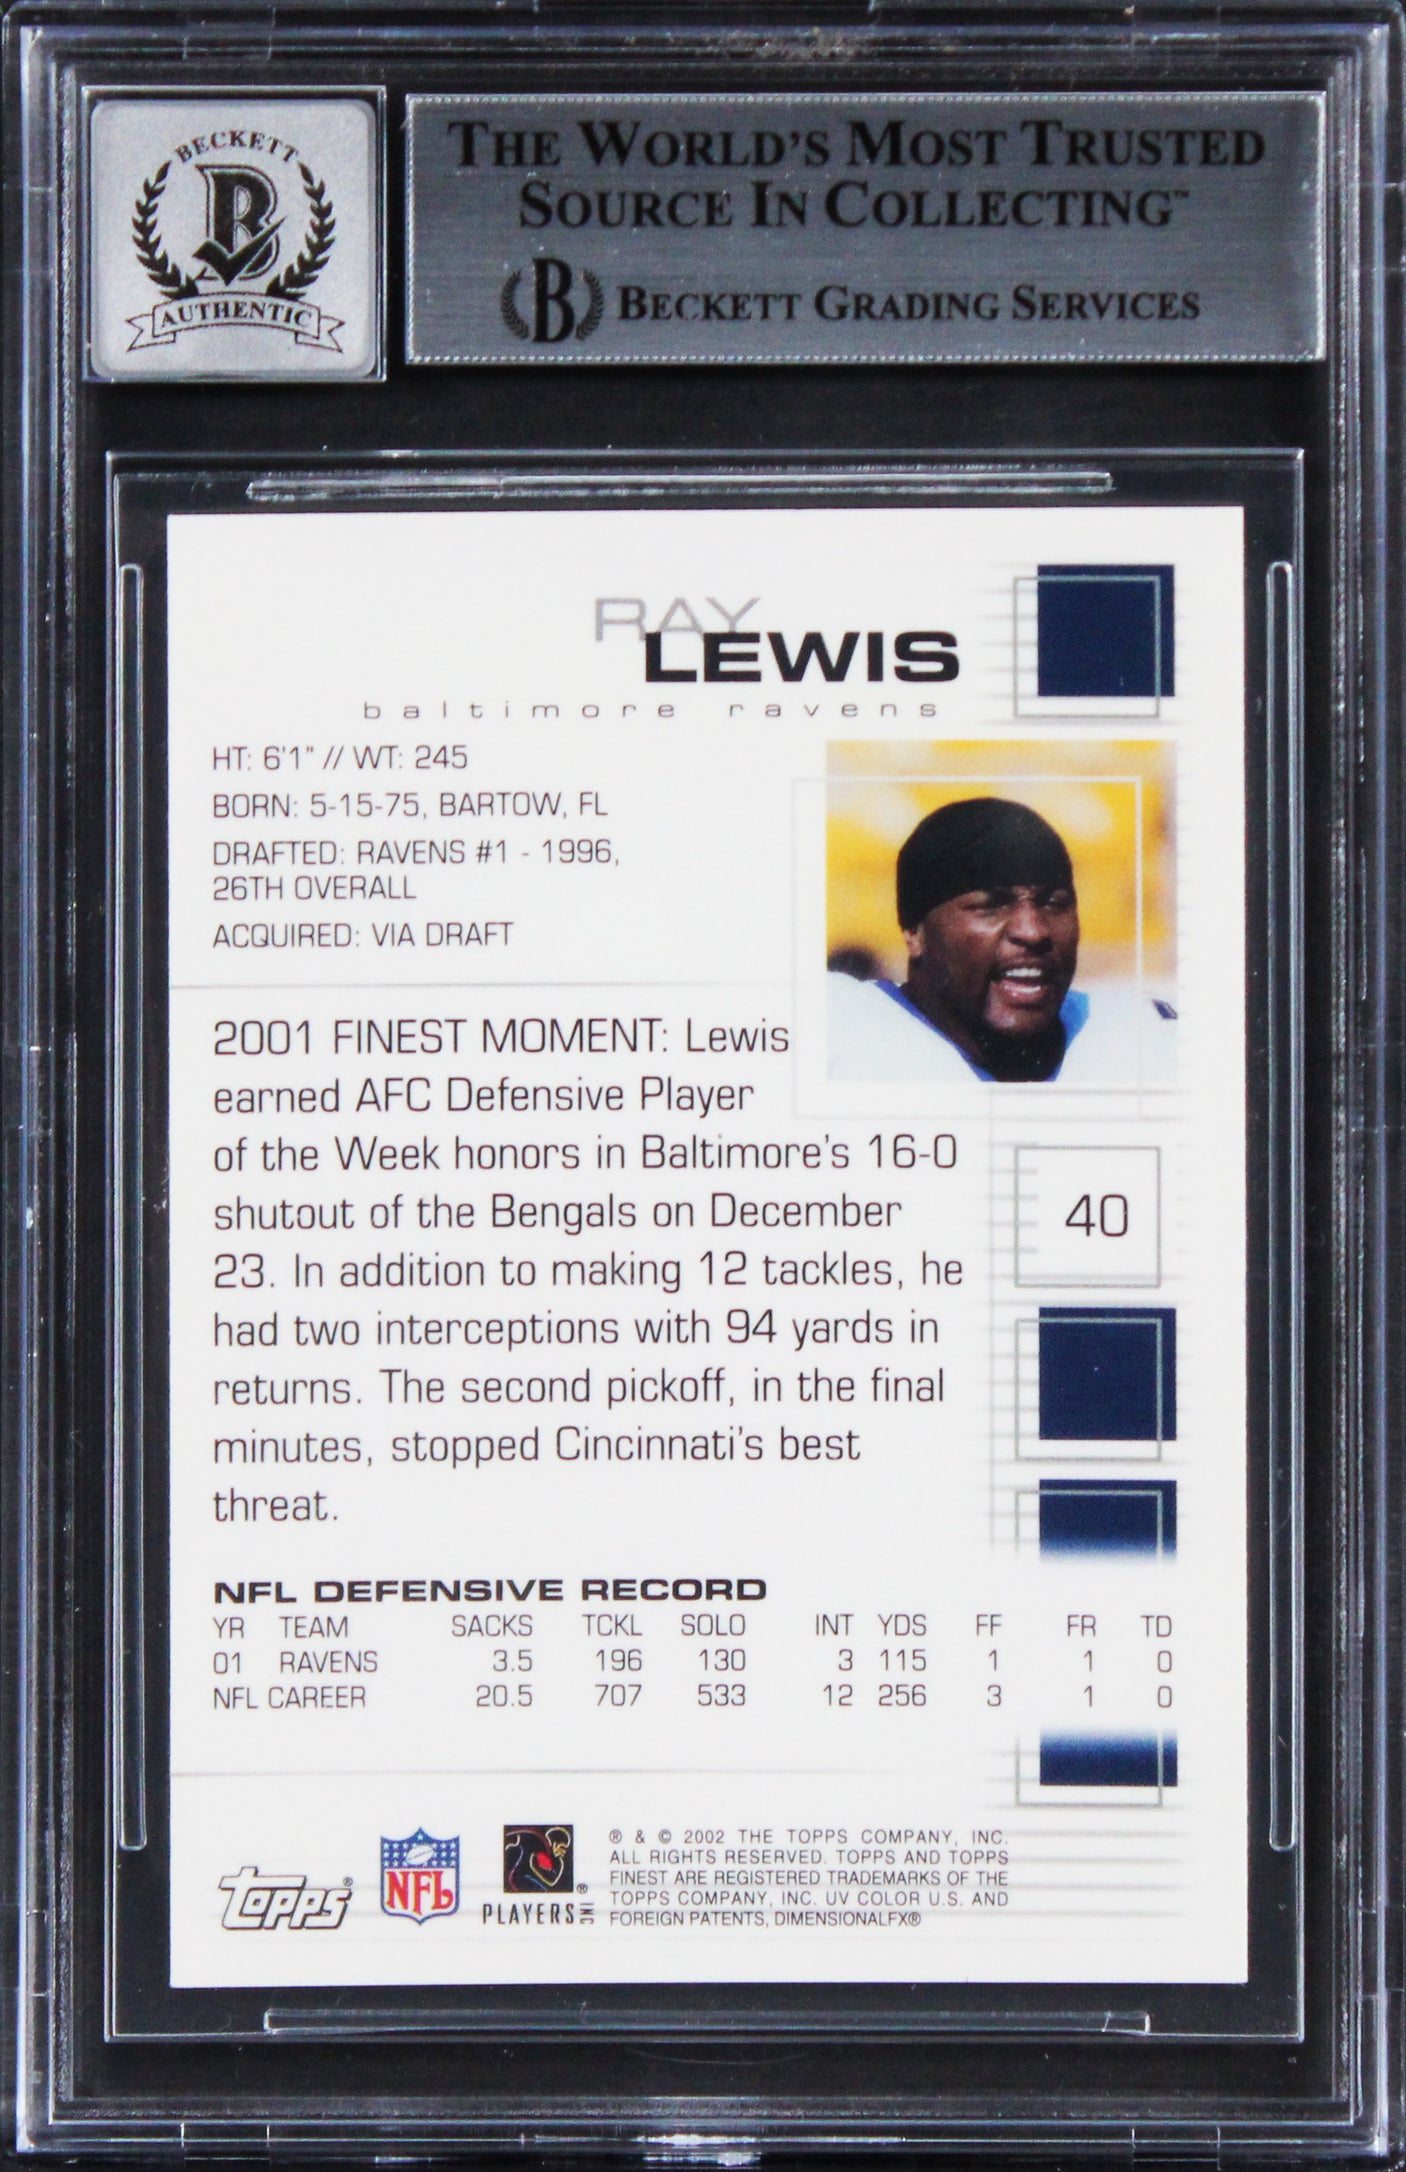 BECKETT
B
AUTHENTIC
THE WORLD'S MOST TRUSTED
SOURCE IN COLLECTING™
B BECKETT GRADING SERVICES
RAY
LEWIS
baltimore ravens
HT: 6'1" // WT: 245
BORN: 5-15-75, BARTOW, FL
DRAFTED: RAVENS #1 - 1996,
26TH OVERALL
ACQUIRED: VIA DRAFT
2001 FINEST MOMENT: Lewis
earned AFC Defensive Player
of the Week honors in Baltimore's 16-0
shutout of the Bengals on December
23. In addition to making 12 tackles, he
had two interceptions with 94 yards in
returns. The second pickoff, in the final
minutes, stopped Cincinnati's best
threat.
40
NFL DEFENSIVE RECORD
YR TEAM SACKS TCKL SOLO INT YDS FF FR TD
01 RAVENS 3.5 196 130 3 115 1 1 0
NFL CAREER 20.5 707 533 12 256 3 1 0
Topps®
NFL
PLAYERS INC ®
® & © 2002 THE TOPPS COMPANY, INC.
ALL RIGHTS RESERVED. TOPPS AND TOPPS
FINEST ARE REGISTERED TRADEMARKS OF THE
TOPPS COMPANY, INC. UV COLOR U.S. AND
FOREIGN PATENTS, DIMENSIONALFX®